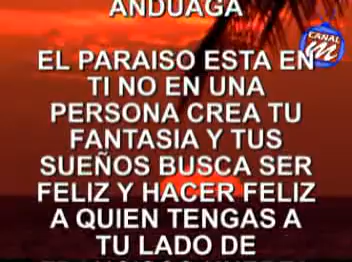 ANDUAGA
CANAL
m
EL PARAISO ESTA EN
TI NO EN UNA
PERSONA CREA TU
FANTASIA Y TUS
SUEÑOS BUSCA SER
FELIZ Y HACER FELIZ
A QUIEN TENGAS A
TU LADO DE